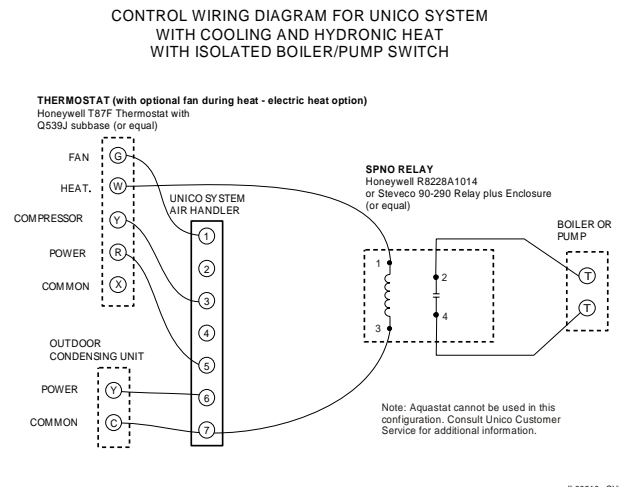 CONTROL WIRING DIAGRAM FOR UNICO SYSTEM
WITH COOLING AND HYDRONIC HEAT
WITH ISOLATED BOILER/PUMP SWITCH
THERMOSTAT (with optional fan during heat - electric heat option)
Honeywell T87F Thermostat with
Q539J subbase (or equal)
FAN G
HEAT. W
COMPRESSOR Y
POWER R
COMMON X
UNICO SYSTEM
AIR HANDLER
1
2
3
4
5
6
7
OUTDOOR
CONDENSING UNIT
POWER Y
COMMON C
SPNO RELAY
Honeywell R8228A1014
or Steveco 90-290 Relay plus Enclosure
(or equal)
1
2
3
4
BOILER OR
PUMP
T
T
Note: Aquastat cannot be used in this
configuration. Consult Unico Customer
Service for additional information.